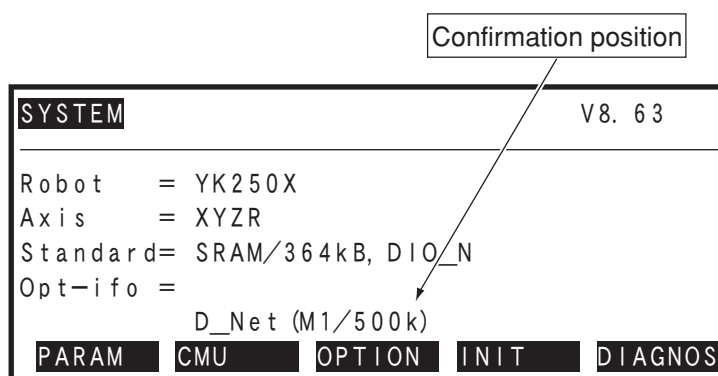 Confirmation position
SYSTEM V8.63
Robot = YK250X
Axis = XYZR
Standard= SRAM/364kB, DIO_N
Opt-ifo =
D_Net (M1/500k)
PARAM CMU OPTION INIT DIAGNOS